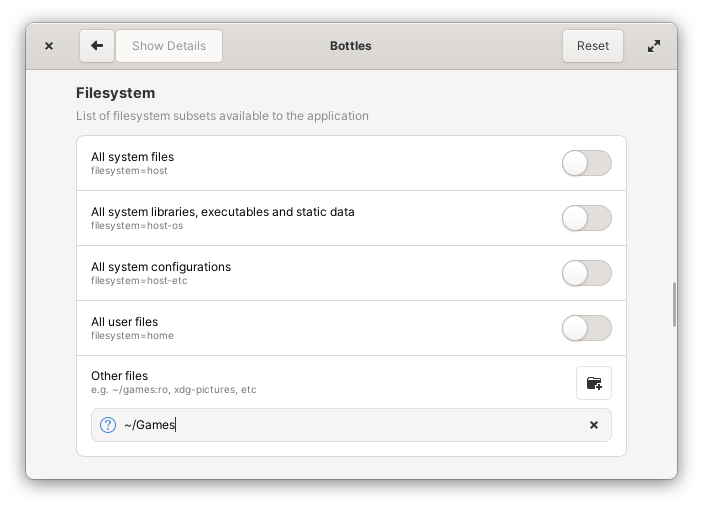 Show Details
Bottles
Reset
Filesystem
List of filesystem subsets available to the application
All system files
filesystem=host
All system libraries, executables and static data
filesystem=host-os
All system configurations
filesystem=host-etc
All user files
filesystem=home
Other files
e.g. ~/games:ro, xdg-pictures, etc
~/Games